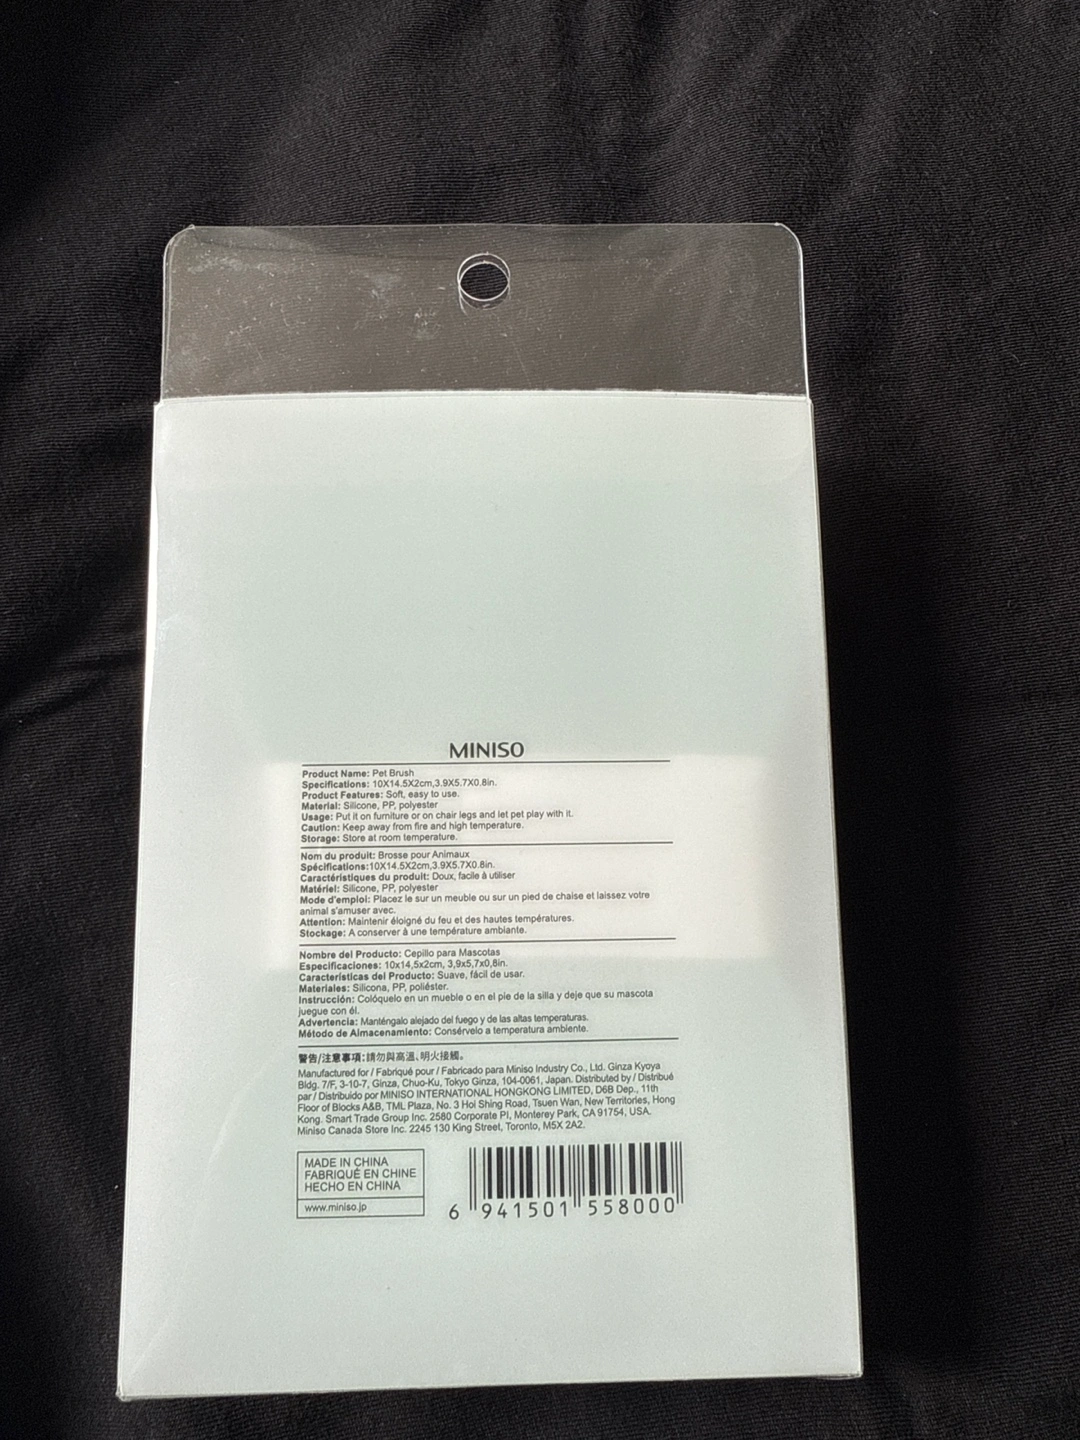 MINISO
Product Name: Pet Brush
Specifications: 10X14.5X2cm,3.9X5.7X0.8in.
Product Features: Soft, easy to use.
Material: Silicone, PP, polyester
Usage: Put it on furniture or on chair legs and let pet play with it.
Caution: Keep away from fire and high temperature.
Storage: Store at room temperature.
Nom du produit: Brosse pour Animaux
Spécifications:10X14.5X2cm,3.9X5.7X0.8in.
Caractéristiques du produit: Doux, facile à utiliser
Matériel: Silicone, PP, polyester
Mode d'emploi: Placez le sur un meuble ou sur un pied de chaise et laissez votre
animal s'amuser avec.
Attention: Maintenir éloigné du feu et des hautes températures.
Stockage: A conserver à une température ambiante.
Nombre del Producto: Cepillo para Mascotas
Especificaciones: 10x14,5x2cm, 3,9x5,7x0,8in.
Características del Producto: Suave, fácil de usar.
Materiales: Silicona, PP, poliéster.
Instrucción: Colóquelo en un mueble o en el pie de la silla y deje que su mascota
juegue con él.
Advertencia: Manténgalo alejado del fuego y de las altas temperaturas.
Método de Almacenamiento: Consérvelo a temperatura ambiente.
警告/注意事項:請勿與高溫、明火接觸。
Manufactured for / Fabriqué pour / Fabricado para Miniso Industry Co., Ltd. Ginza Kyoya
Bldg. 7/F, 3-10-7, Ginza, Chuo-Ku, Tokyo Ginza, 104-0061, Japan. Distributed by / Distribué
par / Distribuido por MINISO INTERNATIONAL HONGKONG LIMITED, D6B Dep., 11th
Floor of Blocks A&B, TML Plaza, No. 3 Hoi Shing Road, Tsuen Wan, New Territories, Hong
Kong. Smart Trade Group Inc. 2580 Corporate Pl, Monterey Park, CA 91754, USA.
Miniso Canada Store Inc. 2245 130 King Street, Toronto, M5X 2A2.
MADE IN CHINA
FABRIQUÉ EN CHINE
HECHO EN CHINA
www.miniso.jp
6 941501 558000